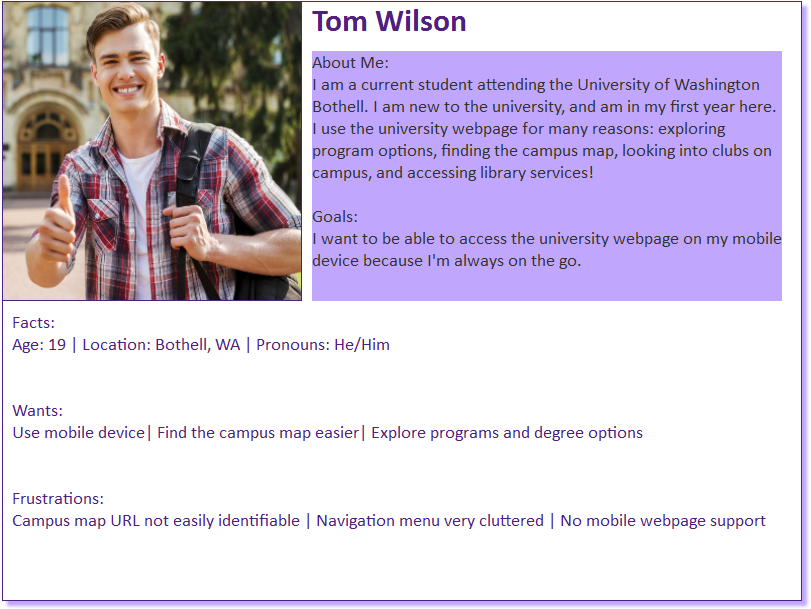 Tom Wilson
About Me:
I am a current student attending the University of Washington
Bothell. I am new to the university, and am in my first year here.
I use the university webpage for many reasons: exploring
program options, finding the campus map, looking into clubs on
campus, and accessing library services!
Goals:
I want to be able to access the university webpage on my mobile
device because I'm always on the go.
Facts:
Age: 19 | Location: Bothell, WA | Pronouns: He/Him
Wants:
Use mobile device| Find the campus map easier| Explore programs and degree options
Frustrations:
Campus map URL not easily identifiable | Navigation menu very cluttered | No mobile webpage support